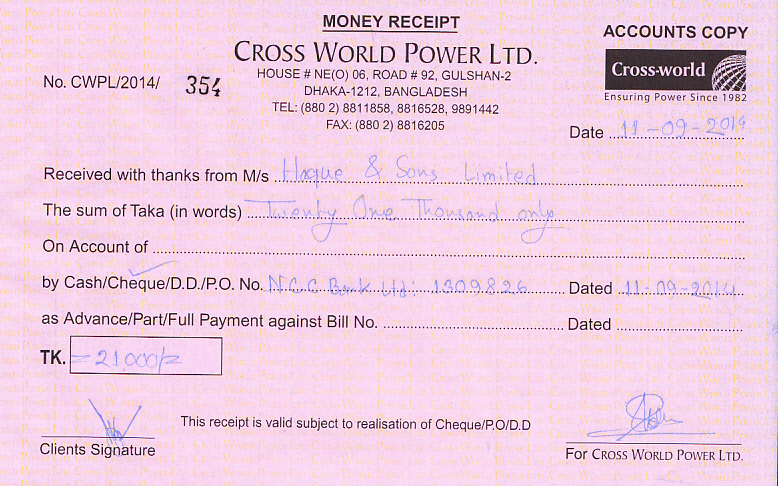 MONEY RECEIPT
ACCOUNTS COPY
CROSS WORLD POWER LTD.
Cross-world
Ensuring Power Since 1982
No. CWPL/2014/ 354
HOUSE # NE(O) 06, ROAD # 92, GULSHAN-2
DHAKA-1212, BANGLADESH
TEL: (880 2) 8811858, 8816528, 9891442
FAX: (880 2) 8816205
Date 11-09-2014
Received with thanks from M/s Haque & Sons Limited
The sum of Taka (in words) Twenty One Thousand only
On Account of
by Cash/Cheque/D.D./P.O. No. NCC Bank Ltd: 1309826 Dated 11-09-2014
as Advance/Part/Full Payment against Bill No. Dated
TK. =21,000/=
This receipt is valid subject to realisation of Cheque/P.O/D.D
Clients Signature
For CROSS WORLD POWER LTD.